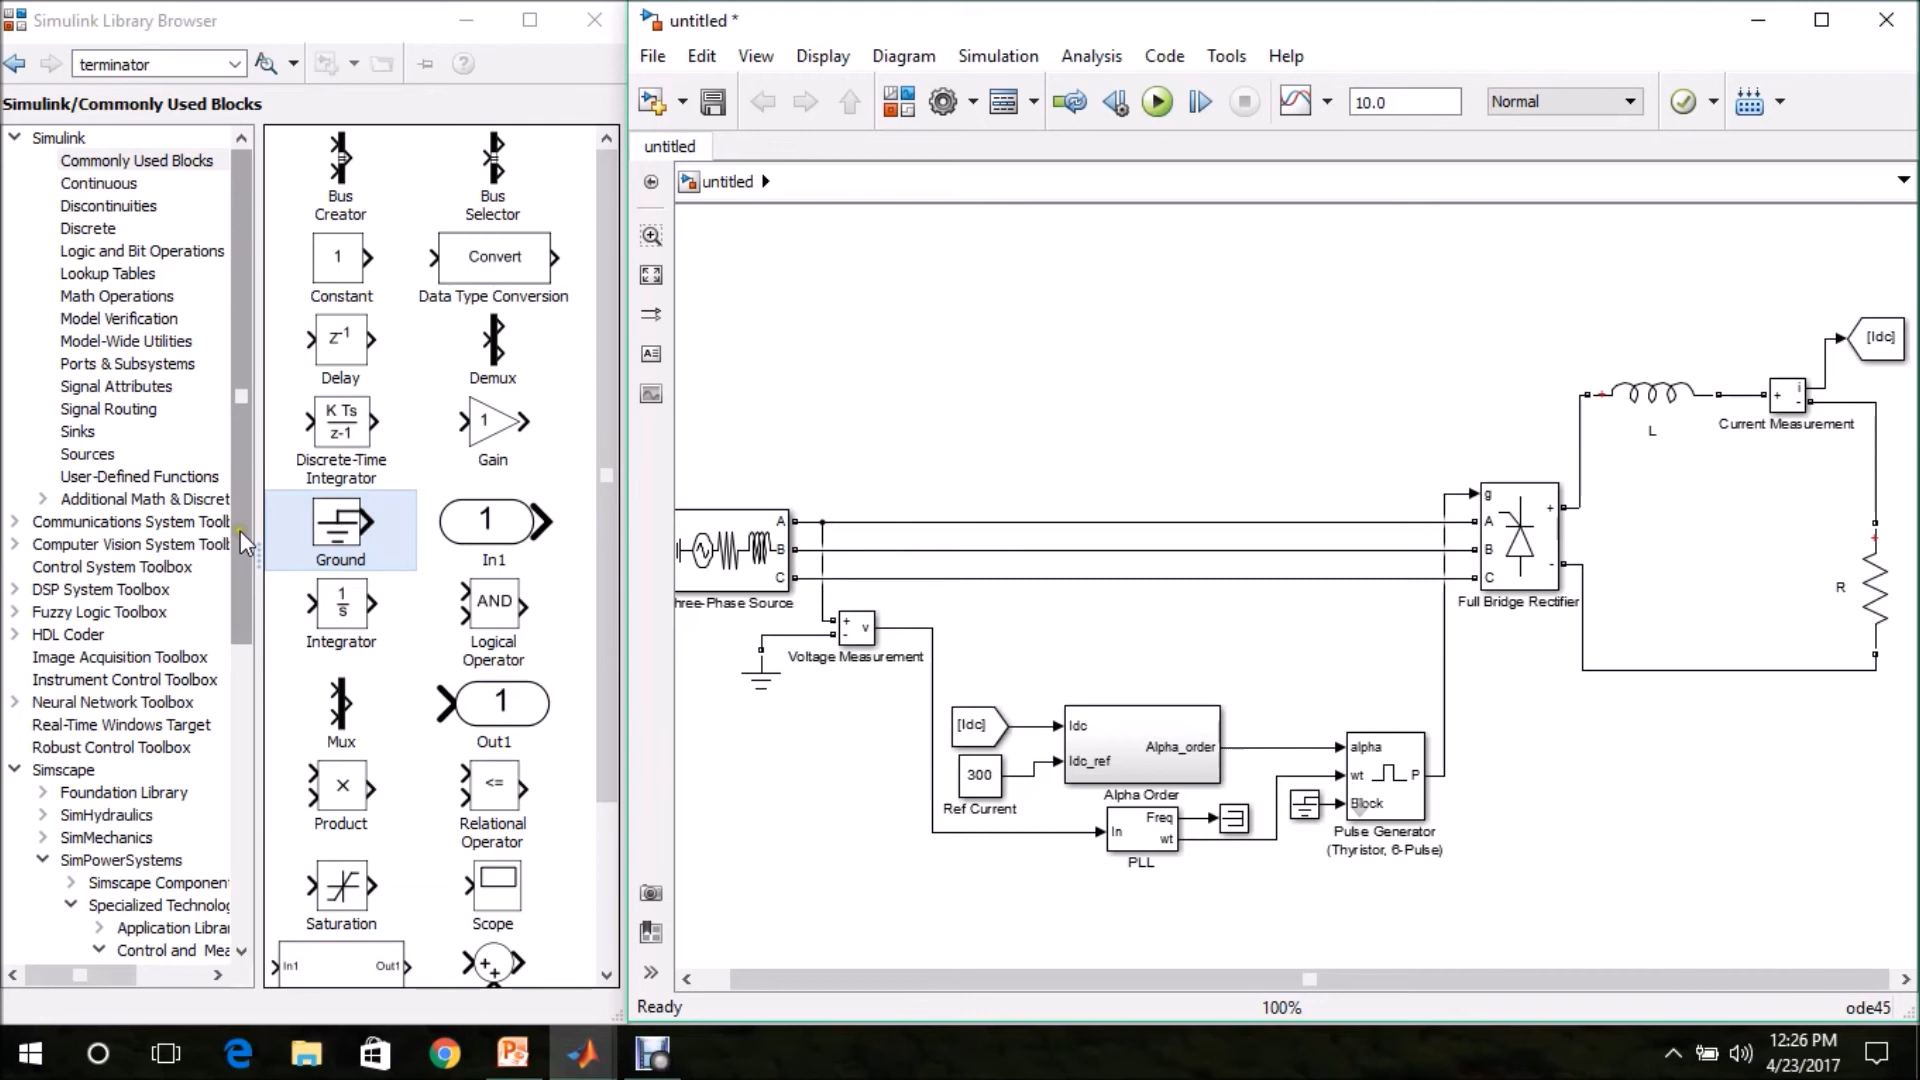 Simulink Library Browser
terminator
Simulink/Commonly Used Blocks
Simulink
Commonly Used Blocks
Continuous
Discontinuities
Discrete
Logic and Bit Operations
Lookup Tables
Math Operations
Model Verification
Model-Wide Utilities
Ports & Subsystems
Signal Attributes
Signal Routing
Sinks
Sources
User-Defined Functions
Additional Math & Discret
Communications System Toolb
Computer Vision System Toolb
Control System Toolbox
DSP System Toolbox
Fuzzy Logic Toolbox
HDL Coder
Image Acquisition Toolbox
Instrument Control Toolbox
Neural Network Toolbox
Real-Time Windows Target
Robust Control Toolbox
Simscape
Foundation Library
SimHydraulics
SimMechanics
SimPowerSystems
Simscape Component
Specialized Technolog
Application Librar
Control and Mea
Bus Creator
Bus Selector
1
Constant
Convert
Data Type Conversion
z-1
Delay
Demux
K Ts
z-1
Discrete-Time Integrator
1
Gain
Ground
1
In1
1
s
Integrator
AND
Logical Operator
Mux
1
Out1
×
Product
<=
Relational Operator
Saturation
Scope
In1
Out1
+
+
untitled *
File Edit View Display Diagram Simulation Analysis Code Tools Help
10.0
Normal
untitled
untitled
[Idc]
i
+
-
Current Measurement
L
R
g
A
B
C
+
-
Full Bridge Rectifier
A
B
C
hree-Phase Source
+
-
v
Voltage Measurement
[Idc]
300
Ref Current
Idc
Idc_ref
Alpha_order
Alpha Order
In
Freq
wt
PLL
alpha
wt
Block
P
Pulse Generator
(Thyristor, 6-Pulse)
Ready
100%
ode45
12:26 PM
4/23/2017